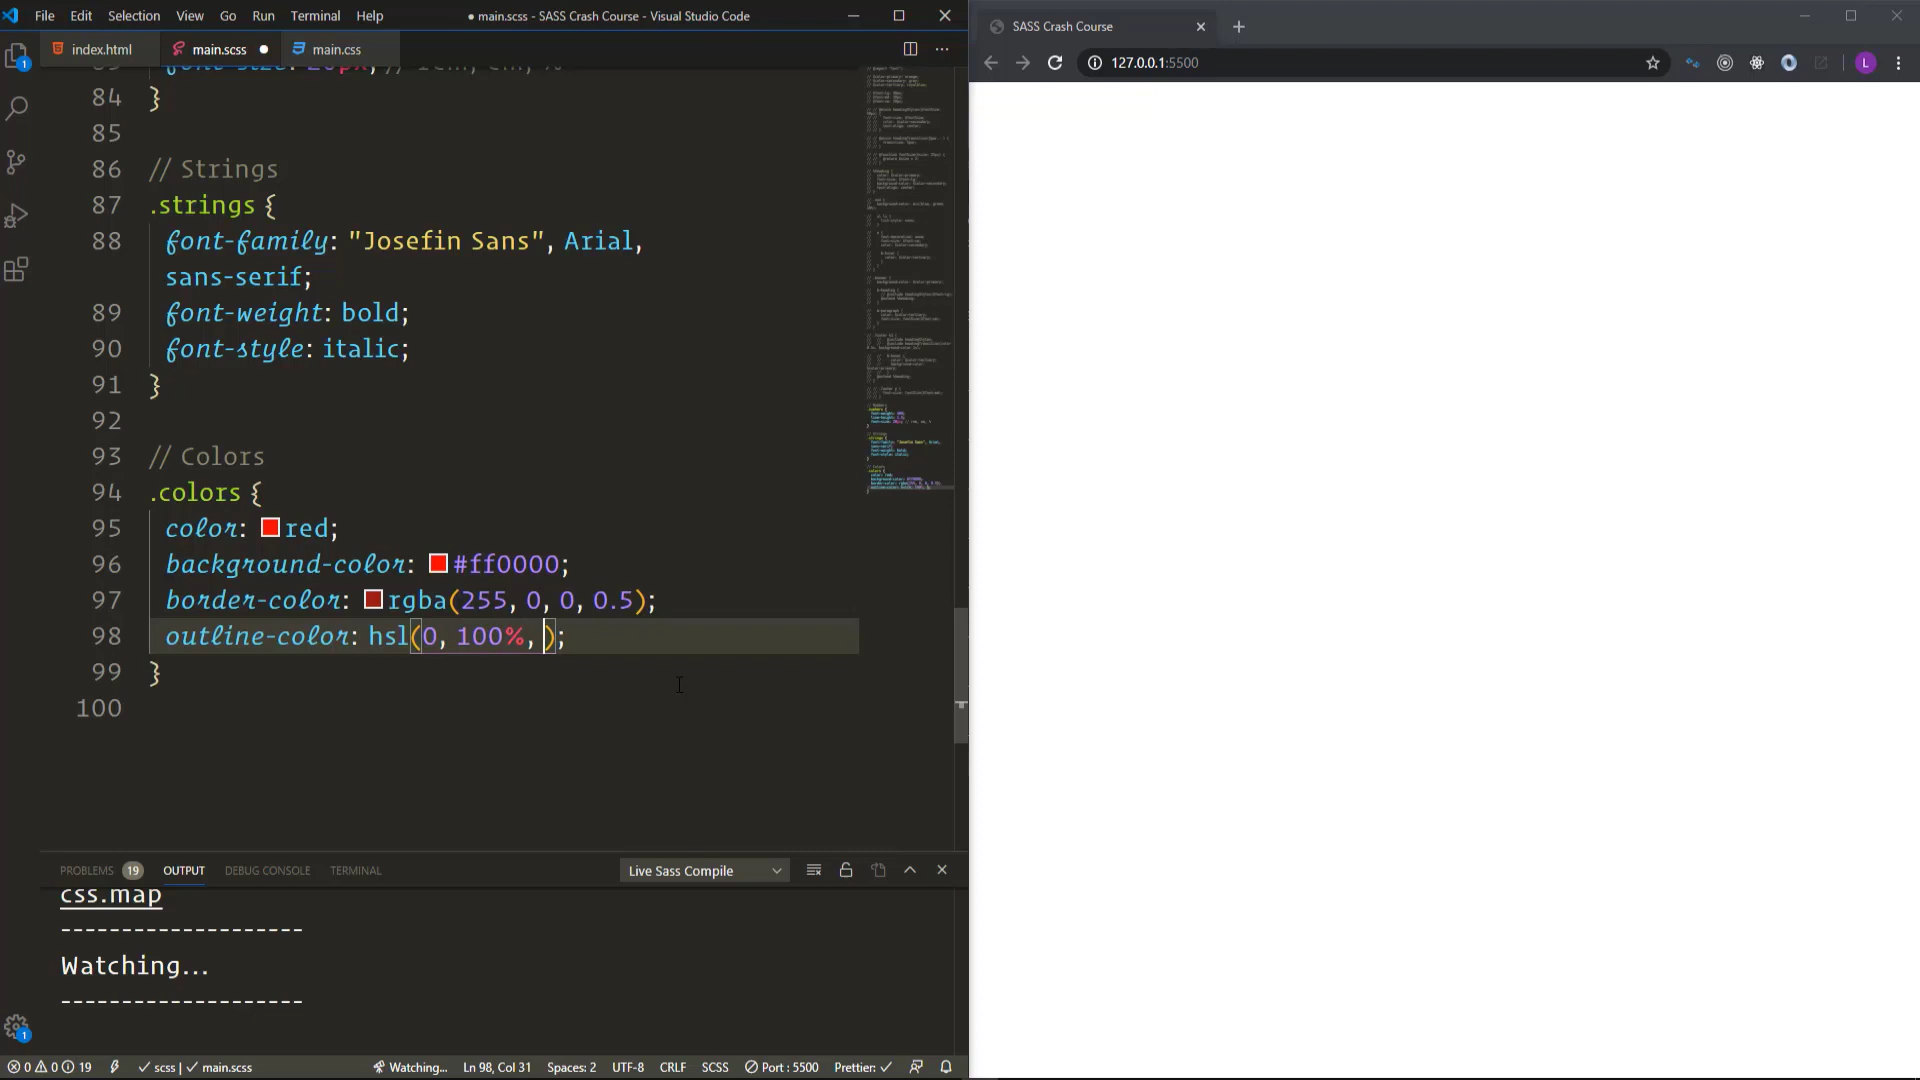 File Edit Selection View Go Run Terminal Help
● main.scss - SASS Crash Course - Visual Studio Code
SASS Crash Course
index.html
main.scss
main.css
127.0.0.1:5500
L
84 }
85
86 // Strings
87 .strings {
88 font-family: "Josefin Sans", Arial,
sans-serif;
89 font-weight: bold;
90 font-style: italic;
91 }
92
93 // Colors
94 .colors {
95 color: red;
96 background-color: #ff0000;
97 border-color: rgba(255, 0, 0, 0.5);
98 outline-color: hsl(0, 100%, );
99 }
100
PROBLEMS 19 OUTPUT DEBUG CONSOLE TERMINAL
Live Sass Compile
css.map
--------------------
Watching...
--------------------
0 0 19 scss | main.scss Watching... Ln 98, Col 31 Spaces: 2 UTF-8 CRLF SCSS Port : 5500 Prettier: